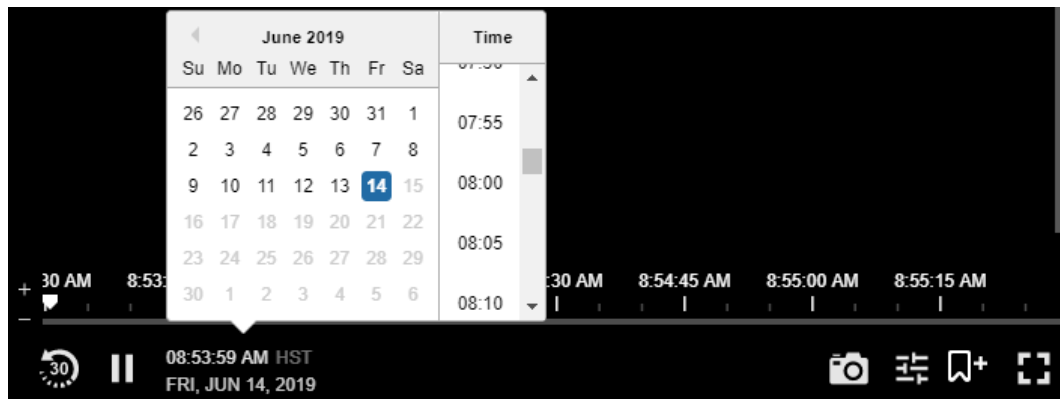 June 2019 Time
Su Mo Tu We Th Fr Sa
26 27 28 29 30 31 1
07:55
2 3 4 5 6 7 8
9 10 11 12 13 14 15
08:00
16 17 18 19 20 21 22
08:05
23 24 25 26 27 28 29
30 AM 8:53: :30 AM 8:54:45 AM 8:55:00 AM 8:55:15 AM
30 1 2 3 4 5 6
08:10
30
08:53:59 AM HST
FRI, JUN 14, 2019